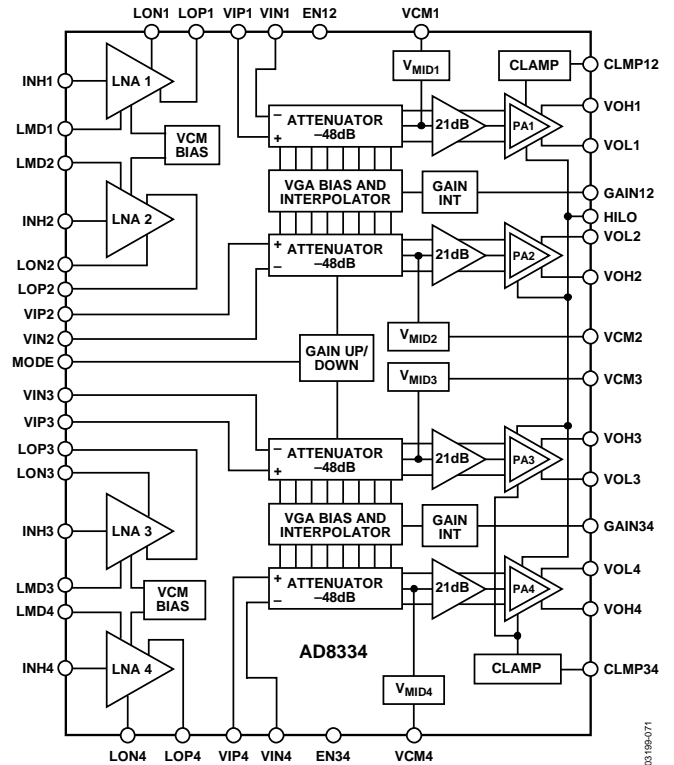 LON1 LOP1 VIP1 VIN1 EN12 VCM1
INH1
LNA 1
VMID1
CLAMP
CLMP12
LMD1
VCM
BIAS
– ATTENUATOR
+ –48dB
21dB
PA1
VOH1
VOL1
LMD2
VGA BIAS AND
INTERPOLATOR
GAIN
INT
GAIN12
HILO
INH2
LNA 2
+ ATTENUATOR
– –48dB
21dB
PA2
VOL2
VOH2
LON2
LOP2
VIP2
VIN2
VMID2
VCM2
MODE
GAIN UP/
DOWN
VMID3
VCM3
VIN3
VIP3
LOP3
LON3
– ATTENUATOR
+ –48dB
21dB
PA3
VOH3
VOL3
INH3
LNA 3
VGA BIAS AND
INTERPOLATOR
GAIN
INT
GAIN34
LMD3
LMD4
VCM
BIAS
+ ATTENUATOR
– –48dB
21dB
PA4
VOL4
VOH4
INH4
LNA 4
AD8334
CLAMP
CLMP34
VMID4
LON4 LOP4 VIP4 VIN4 EN34 VCM4
03199-071